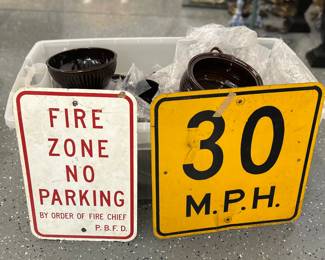 FIRE
ZONE
NO
PARKING
BY ORDER OF FIRE CHIEF
P.B.F.D.
30
M.P.H.